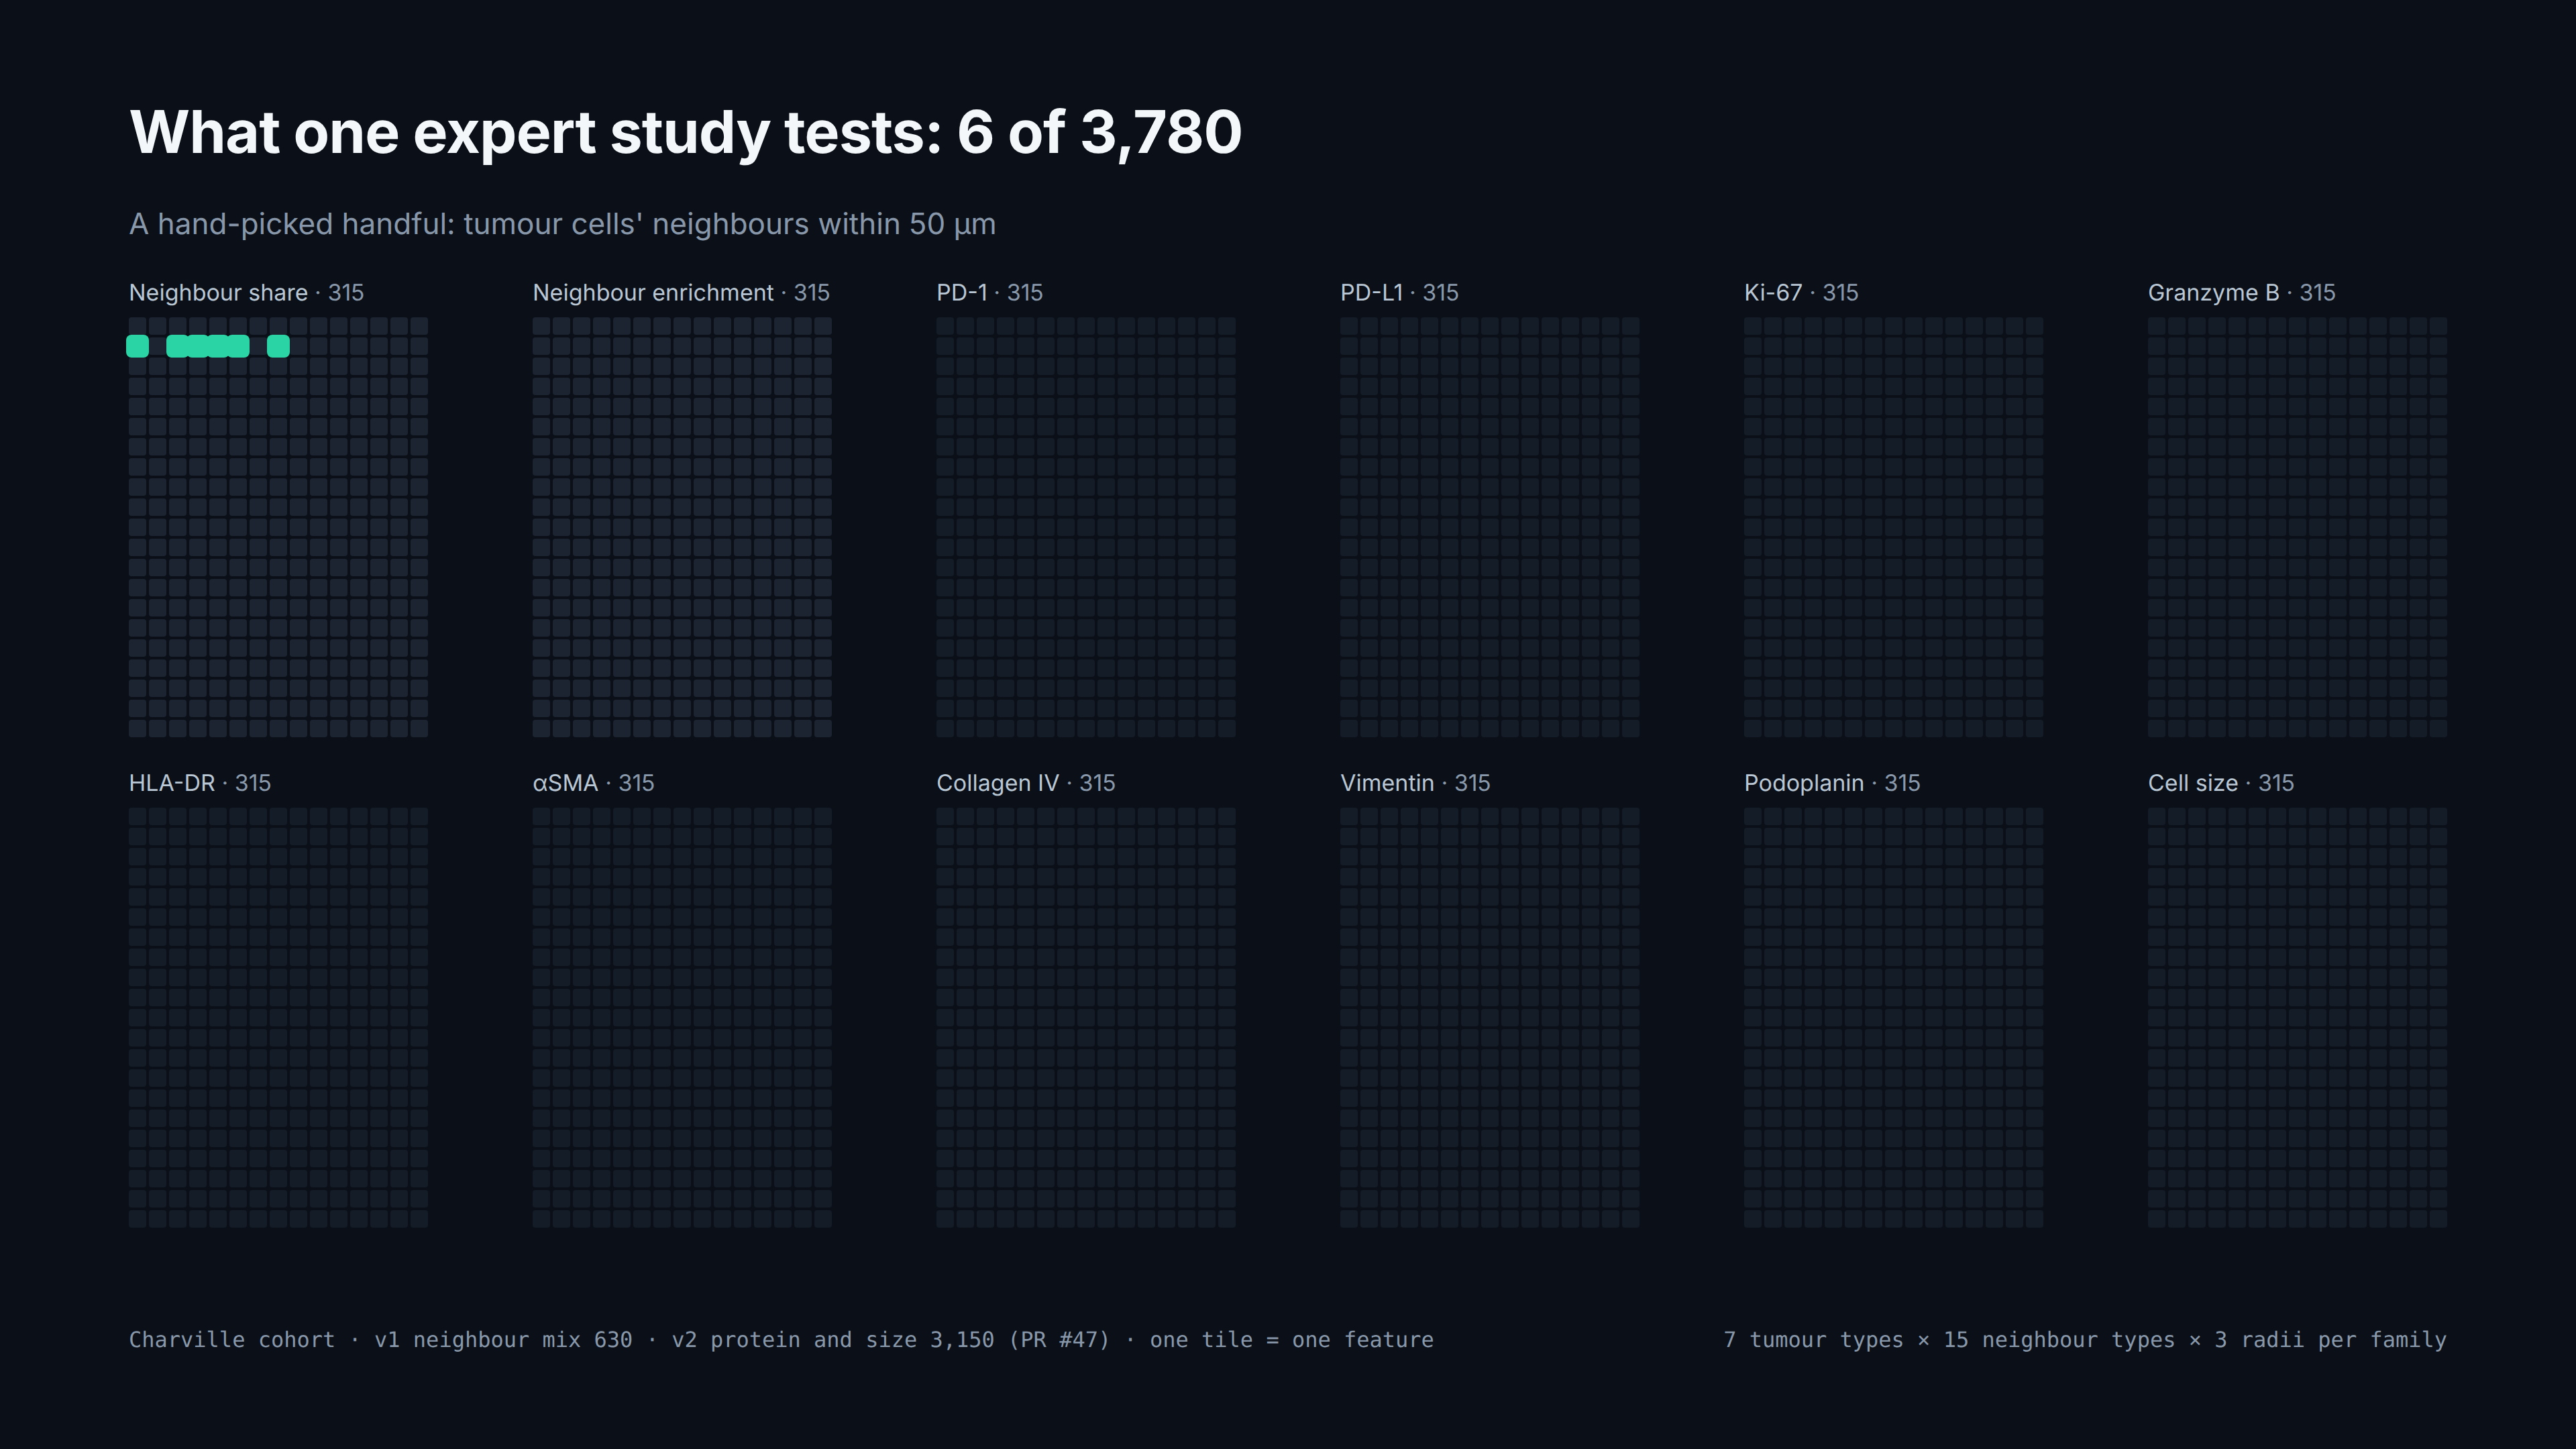 What one expert study tests: 6 of 3,780
A hand-picked handful: tumour cells' neighbours within 50 µm
Neighbour share · 315
Neighbour enrichment · 315
PD-1 · 315
PD-L1 · 315
Ki-67 · 315
Granzyme B · 315
HLA-DR · 315
αSMA · 315
Collagen IV · 315
Vimentin · 315
Podoplanin · 315
Cell size · 315
Charville cohort · v1 neighbour mix 630 · v2 protein and size 3,150 (PR #47) · one tile = one feature
7 tumour types × 15 neighbour types × 3 radii per family